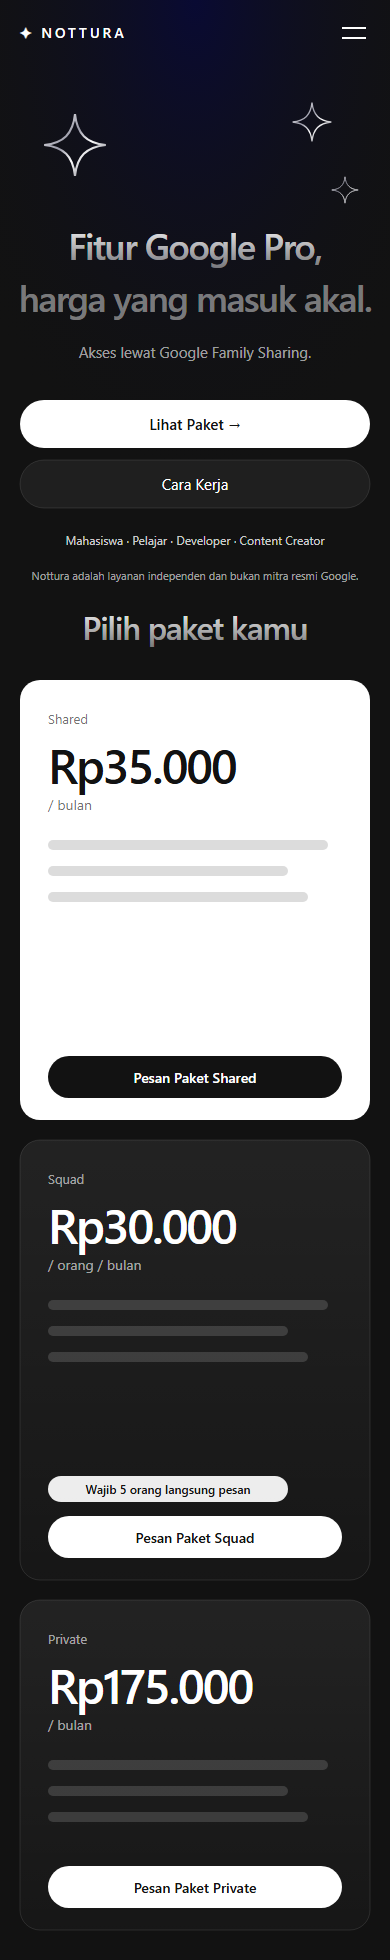 ✦ NOTTURA
Fitur Google Pro,
harga yang masuk akal.
Akses lewat Google Family Sharing.
Lihat Paket →
Cara Kerja
Mahasiswa · Pelajar · Developer · Content Creator
Nottura adalah layanan independen dan bukan mitra resmi Google.
Pilih paket kamu
Shared
Rp35.000
/ bulan
Pesan Paket Shared
Squad
Rp30.000
/ orang / bulan
Wajib 5 orang langsung pesan
Pesan Paket Squad
Private
Rp175.000
/ bulan
Pesan Paket Private